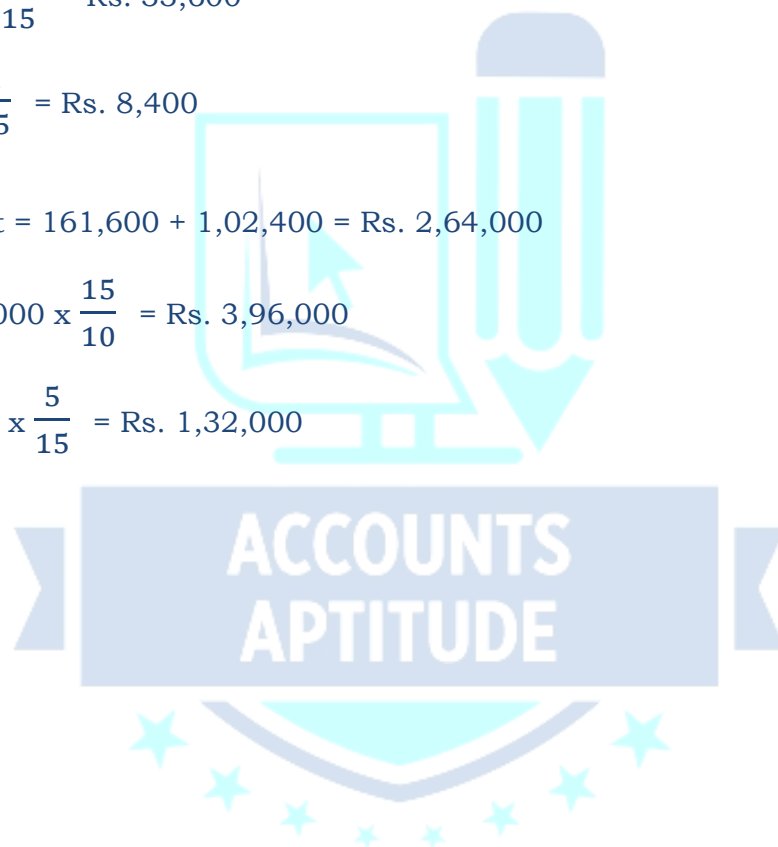 15
= Rs. 8,400
= 161,600 + 1,02,400 = Rs. 2,64,000
000 x 15/10 = Rs. 3,96,000
x 5/15 = Rs. 1,32,000
ACCOUNTS
APTITUDE